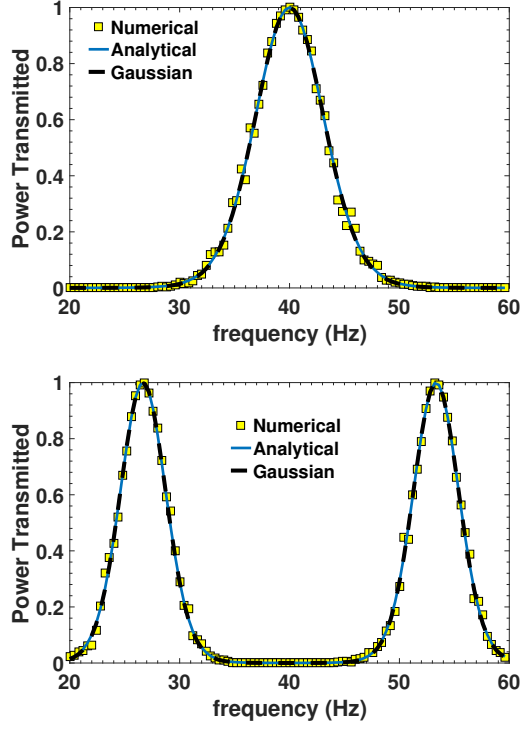 1
0.8
0.6
0.4
0.2
0
Power Transmitted
Numerical
Analytical
Gaussian
20 30 40 50 60
frequency (Hz)
1
0.8
0.6
0.4
0.2
0
Power Transmitted
Numerical
Analytical
Gaussian
20 30 40 50 60
frequency (Hz)